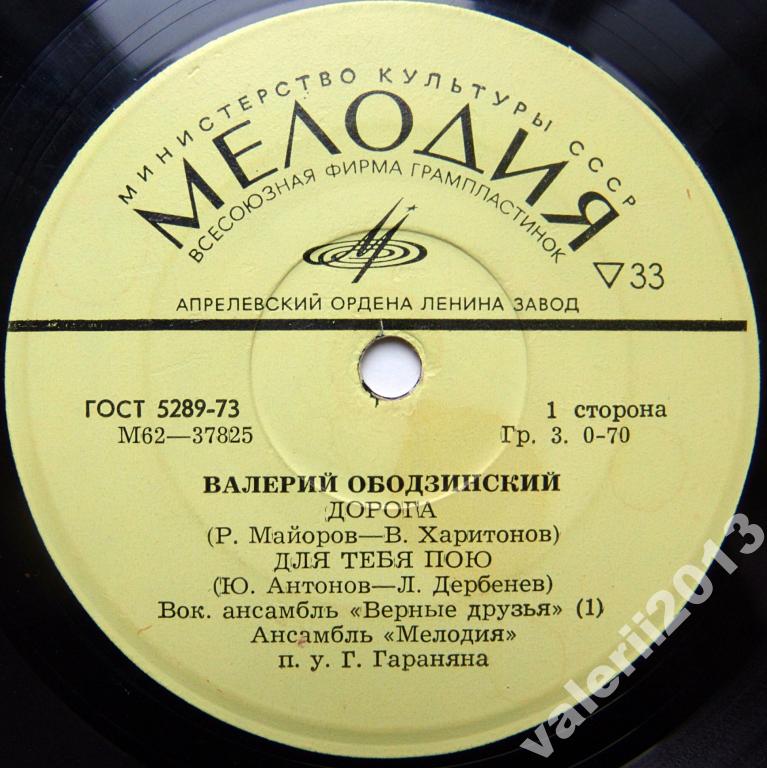 МИНИСТЕРСТВО КУЛЬТУРЫ СССР
МЕЛОДИЯ
ВСЕСОЮЗНАЯ ФИРМА ГРАМПЛАСТИНОК
▽33
АПРЕЛЕВСКИЙ ОРДЕНА ЛЕНИНА ЗАВОД
ГОСТ 5289-73
1 сторона
М62—37825
Гр. 3. 0-70
ВАЛЕРИЙ ОБОДЗИНСКИЙ
ДОРОГА
(Р. Майоров—В. Харитонов)
ДЛЯ ТЕБЯ ПОЮ
(Ю. Антонов—Л. Дербенев)
Вок. ансамбль «Верные друзья» (1)
Ансамбль «Мелодия»
п. у. Г. Гараняна
valerii2013